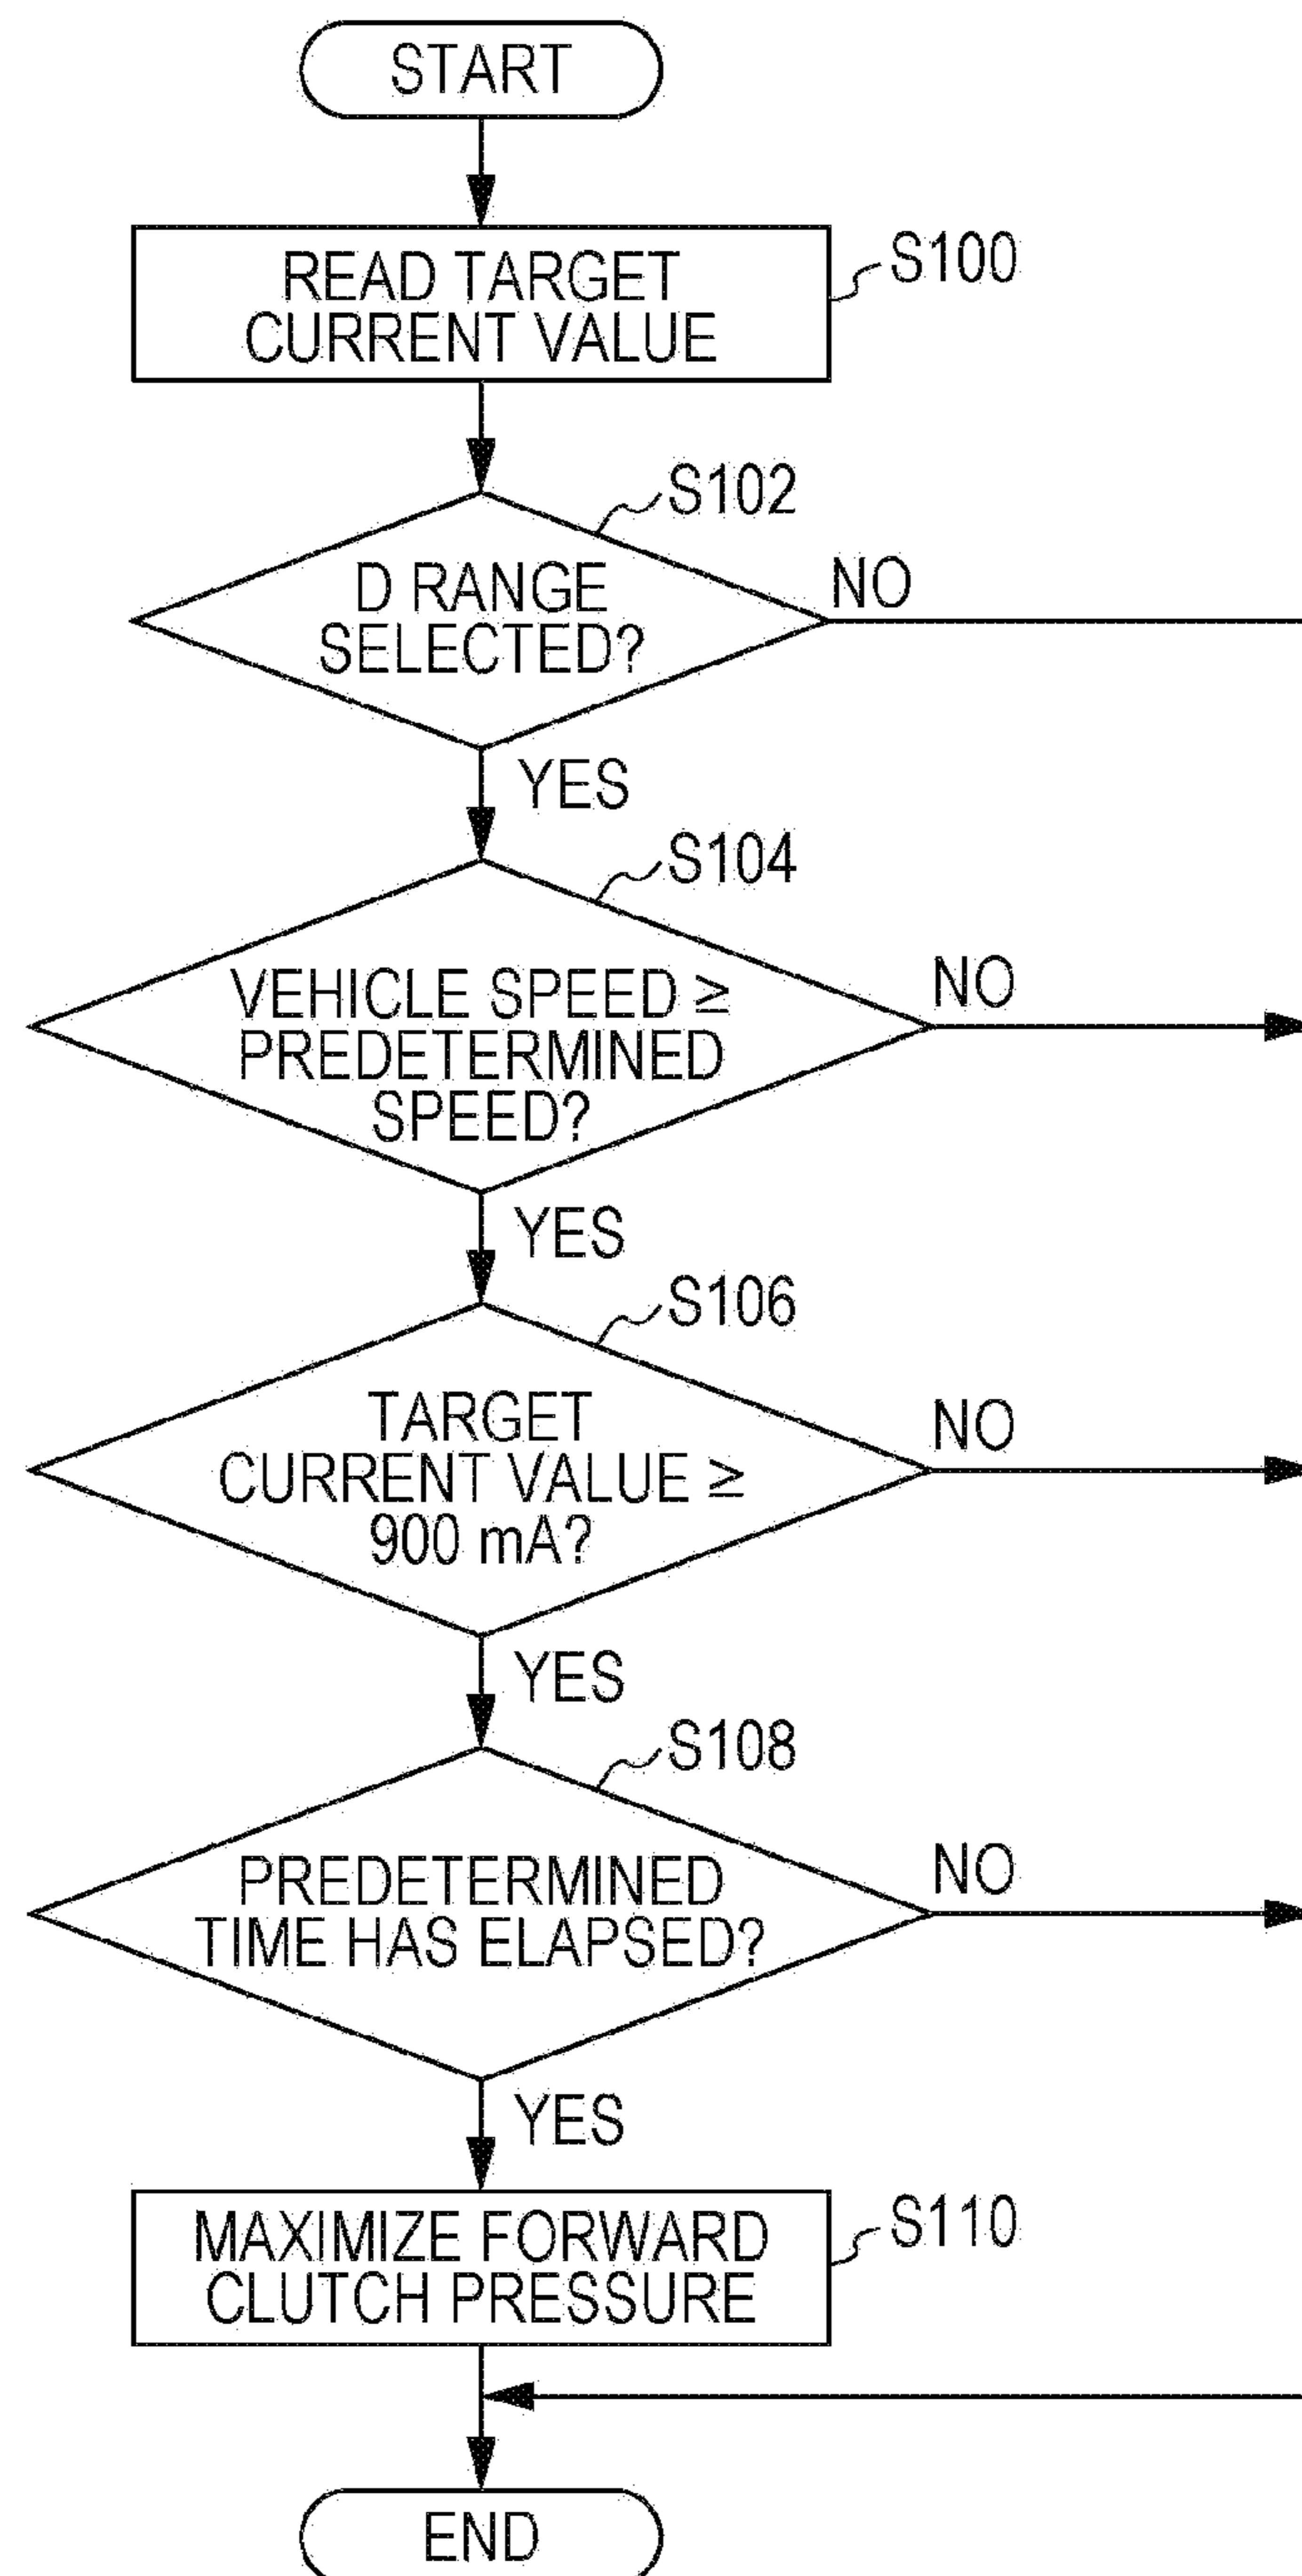 START
READ TARGET
CURRENT VALUE
S100
S102
D RANGE
SELECTED?
NO
YES
S104
VEHICLE SPEED ≥
PREDETERMINED
SPEED?
NO
YES
S106
TARGET
CURRENT VALUE ≥
900 mA?
NO
YES
S108
PREDETERMINED
TIME HAS ELAPSED?
NO
YES
MAXIMIZE FORWARD
CLUTCH PRESSURE
S110
END